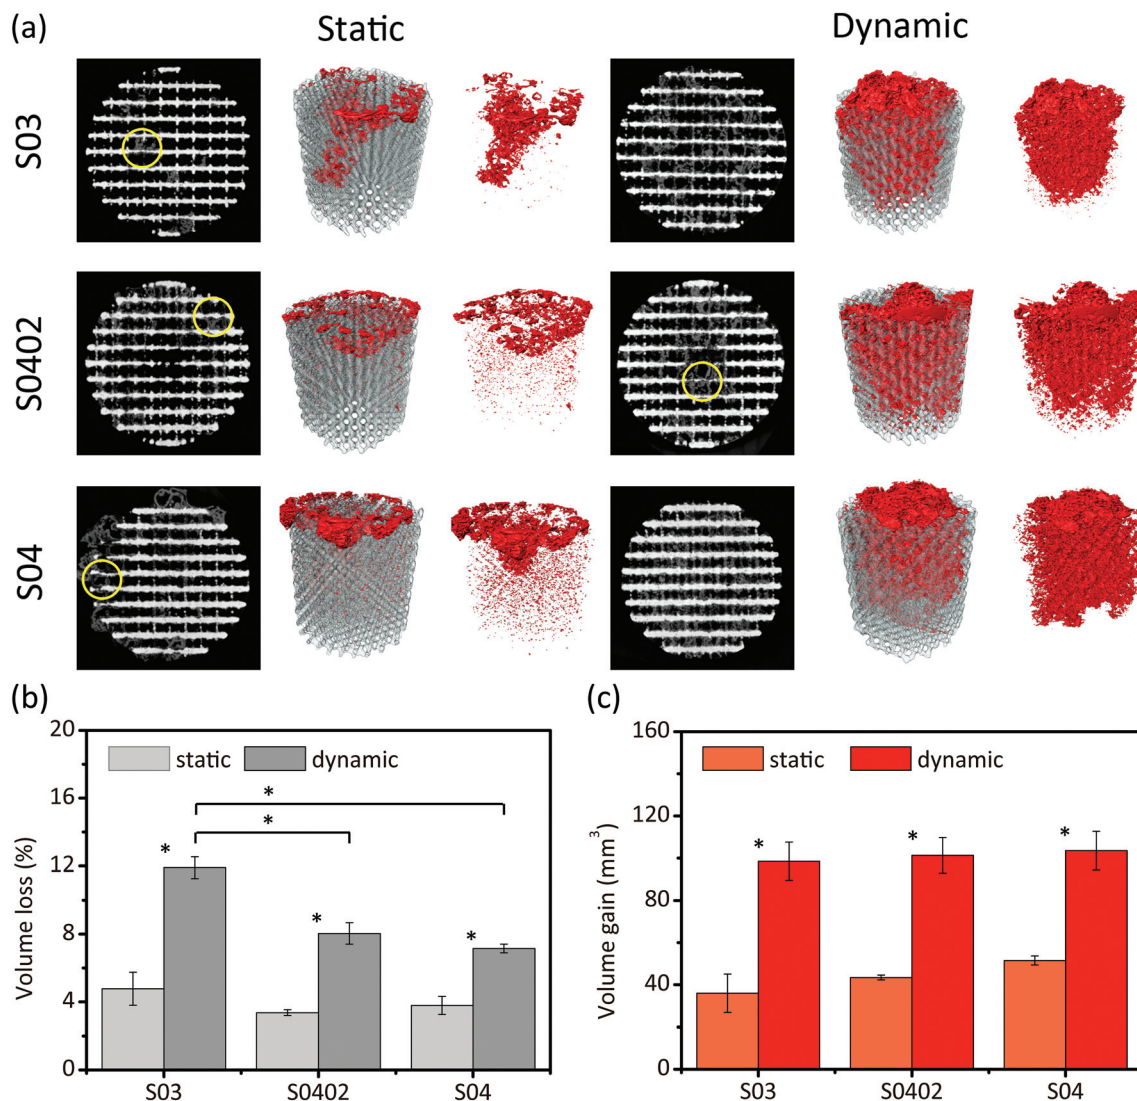 (a)
Static
Dynamic
S03
S0402
S04
(b)
20
16
12
8
4
0
Volume loss (%)
static
dynamic
*
*
*
*
*
S03
S0402
S04
(c)
160
120
80
40
0
Volume gain (mm³)
static
dynamic
*
*
*
S03
S0402
S04